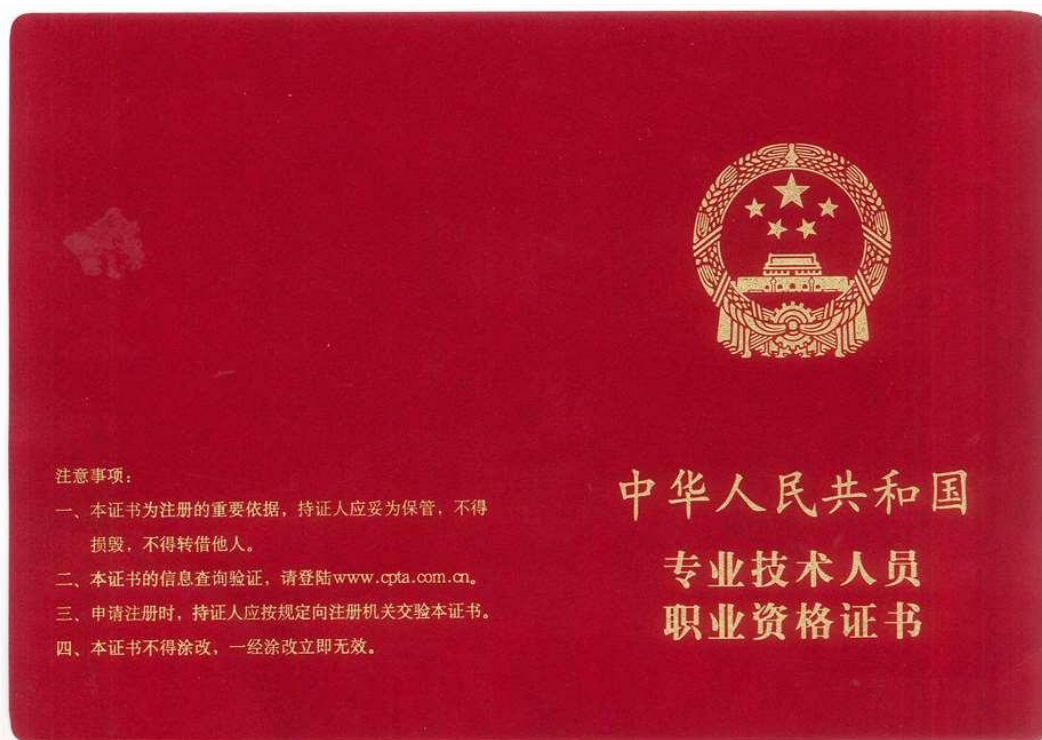 注意事项：
一、本证书为注册的重要依据，持证人应妥为保管，不得
损毁，不得转借他人。
二、本证书的信息查询验证，请登陆www.cpta.com.cn。
三、申请注册时，持证人应按规定向注册机关交验本证书。
四、本证书不得涂改，一经涂改立即无效。
中华人民共和国
专业技术人员
职业资格证书